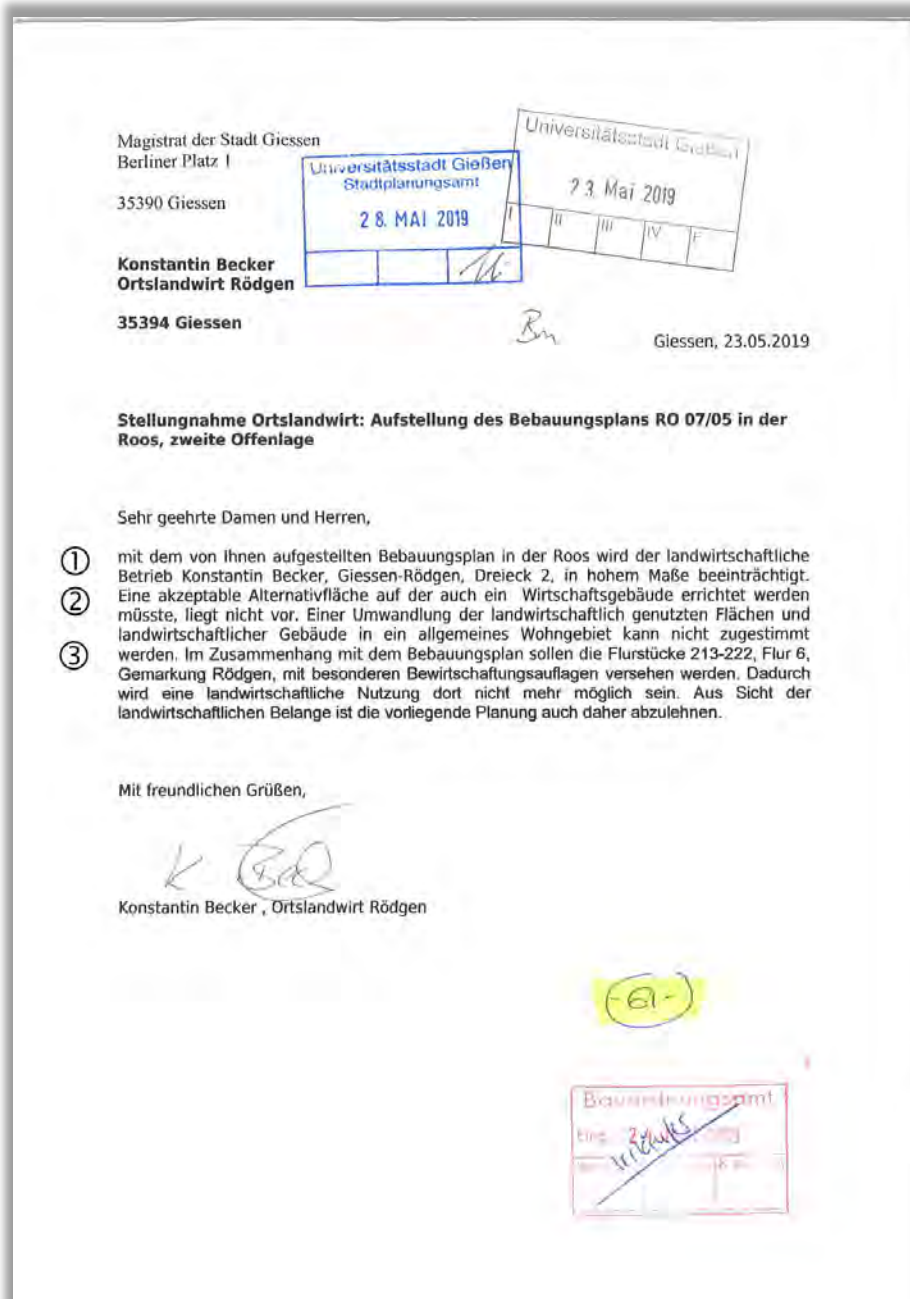 Magistrat der Stadt Giessen
Berliner Platz 1
35390 Giessen
Universitätsstadt Gießen
Stadtplanungsamt
28. MAI 2019
Universitätsstadt Gießen
23. Mai 2019
I II III IV F
Konstantin Becker
Ortslandwirt Rödgen
35394 Giessen
Giessen, 23.05.2019
Stellungnahme Ortslandwirt: Aufstellung des Bebauungsplans RO 07/05 in der
Roos, zweite Offenlage
Sehr geehrte Damen und Herren,
① mit dem von Ihnen aufgestellten Bebauungsplan in der Roos wird der landwirtschaftliche
Betrieb Konstantin Becker, Giessen-Rödgen, Dreieck 2, in hohem Maße beeinträchtigt.
② Eine akzeptable Alternativfläche auf der auch ein Wirtschaftsgebäude errichtet werden
müsste, liegt nicht vor. Einer Umwandlung der landwirtschaftlich genutzten Flächen und
landwirtschaftlicher Gebäude in ein allgemeines Wohngebiet kann nicht zugestimmt
③ werden. Im Zusammenhang mit dem Bebauungsplan sollen die Flurstücke 213-222, Flur 6,
Gemarkung Rödgen, mit besonderen Bewirtschaftungsauflagen versehen werden. Dadurch
wird eine landwirtschaftliche Nutzung dort nicht mehr möglich sein. Aus Sicht der
landwirtschaftlichen Belange ist die vorliegende Planung auch daher abzulehnen.
Mit freundlichen Grüßen,
Konstantin Becker , Ortslandwirt Rödgen
-61-
Bauordnungsamt